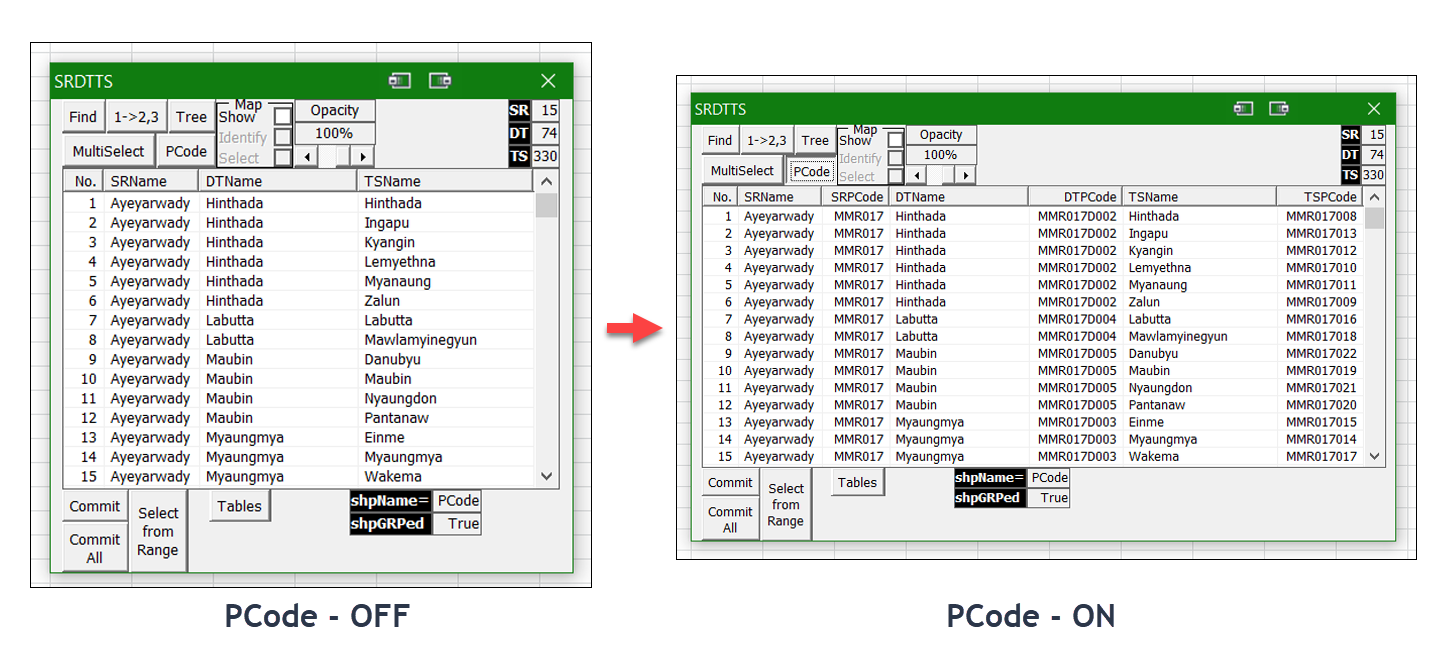 SRDTTS
Find 1->2,3 Tree Map Show Opacity SR 15
Identify 100% DT 74
MultiSelect PCode Select TS 330
No. SRName DTName TSName
1 Ayeyarwady Hinthada Hinthada
2 Ayeyarwady Hinthada Ingapu
3 Ayeyarwady Hinthada Kyangin
4 Ayeyarwady Hinthada Lemyethna
5 Ayeyarwady Hinthada Myanaung
6 Ayeyarwady Hinthada Zalun
7 Ayeyarwady Labutta Labutta
8 Ayeyarwady Labutta Mawlamyinegyun
9 Ayeyarwady Maubin Danubyu
10 Ayeyarwady Maubin Maubin
11 Ayeyarwady Maubin Nyaungdon
12 Ayeyarwady Maubin Pantanaw
13 Ayeyarwady Myaungmya Einme
14 Ayeyarwady Myaungmya Myaungmya
15 Ayeyarwady Myaungmya Wakema
Commit Select from Range Tables shpName= PCode
Commit All shpGRPed True
PCode - OFF
SRDTTS
Find 1->2,3 Tree Map Show Opacity SR 15
Identify 100% DT 74
MultiSelect PCode Select TS 330
No. SRName SRPCode DTName DTPCode TSName TSPCode
1 Ayeyarwady MMR017 Hinthada MMR017D002 Hinthada MMR017008
2 Ayeyarwady MMR017 Hinthada MMR017D002 Ingapu MMR017013
3 Ayeyarwady MMR017 Hinthada MMR017D002 Kyangin MMR017012
4 Ayeyarwady MMR017 Hinthada MMR017D002 Lemyethna MMR017010
5 Ayeyarwady MMR017 Hinthada MMR017D002 Myanaung MMR017011
6 Ayeyarwady MMR017 Hinthada MMR017D002 Zalun MMR017009
7 Ayeyarwady MMR017 Labutta MMR017D004 Labutta MMR017016
8 Ayeyarwady MMR017 Labutta MMR017D004 Mawlamyinegyun MMR017018
9 Ayeyarwady MMR017 Maubin MMR017D005 Danubyu MMR017022
10 Ayeyarwady MMR017 Maubin MMR017D005 Maubin MMR017019
11 Ayeyarwady MMR017 Maubin MMR017D005 Nyaungdon MMR017021
12 Ayeyarwady MMR017 Maubin MMR017D005 Pantanaw MMR017020
13 Ayeyarwady MMR017 Myaungmya MMR017D003 Einme MMR017015
14 Ayeyarwady MMR017 Myaungmya MMR017D003 Myaungmya MMR017014
15 Ayeyarwady MMR017 Myaungmya MMR017D003 Wakema MMR017017
Commit Select from Range Tables shpName= PCode
Commit All shpGRPed True
PCode - ON